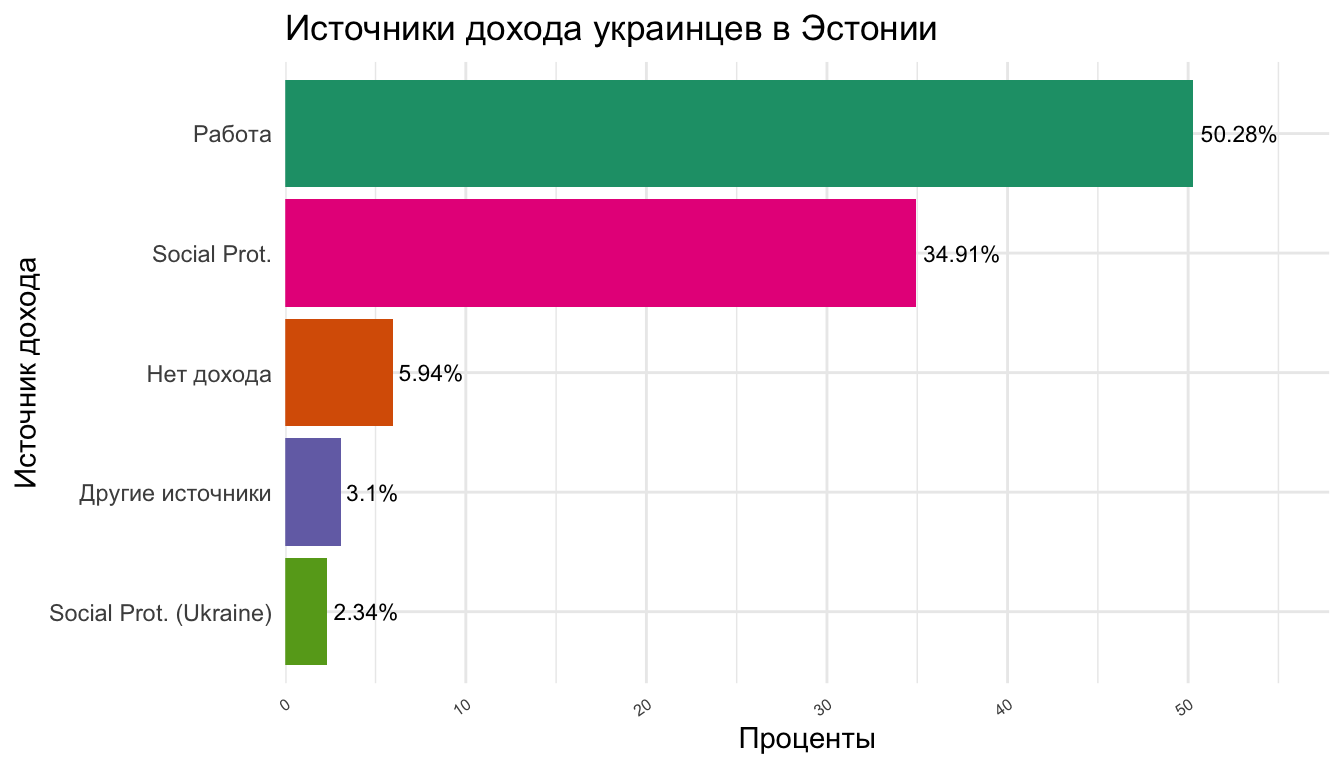 Источники дохода украинцев в Эстонии
Источник дохода
Работа
50.28%
Social Prot.
34.91%
Нет дохода
5.94%
Другие источники
3.1%
Social Prot. (Ukraine)
2.34%
0
10
20
30
40
50
Проценты